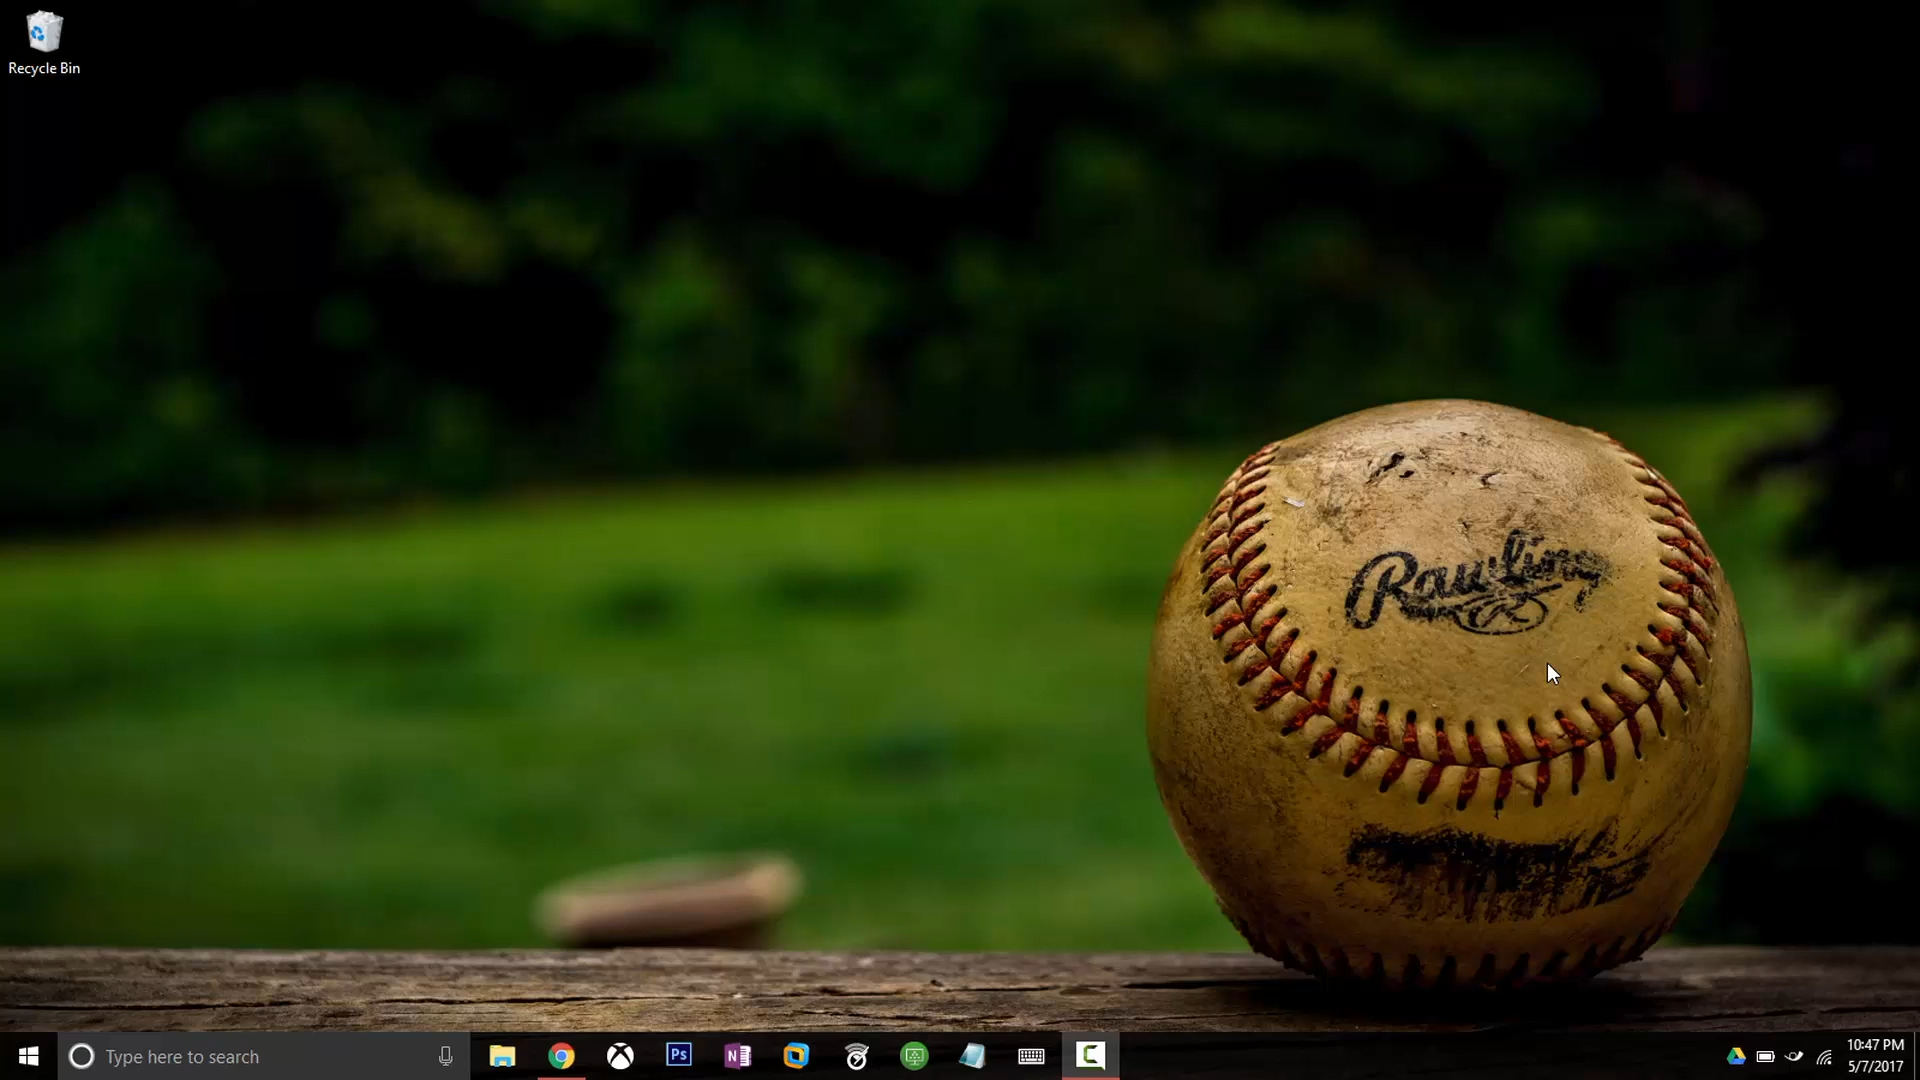 Recycle Bin
Rawlings
R
Type here to search
Ps
N
10:47 PM
5/7/2017